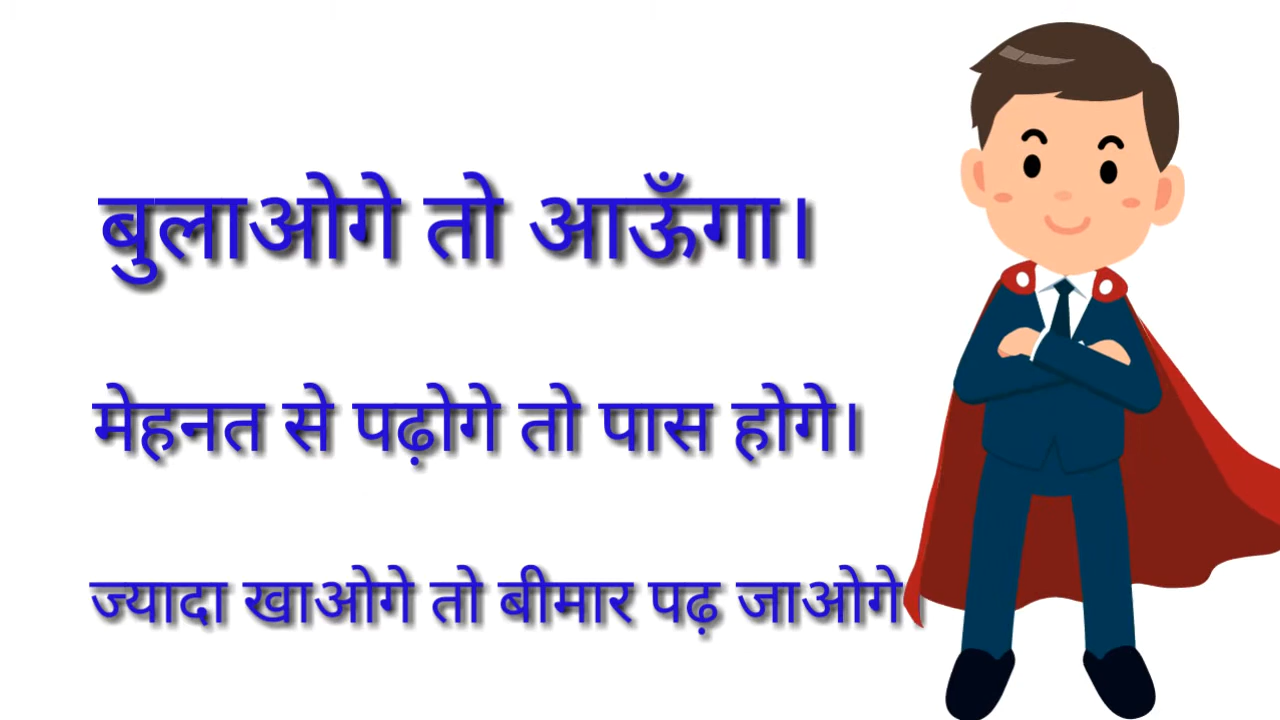 बुलाओगे तो आऊँगा।
मेहनत से पढ़ोगे तो पास होगे।
ज्यादा खाओगे तो बीमार पढ़ जाओगे।